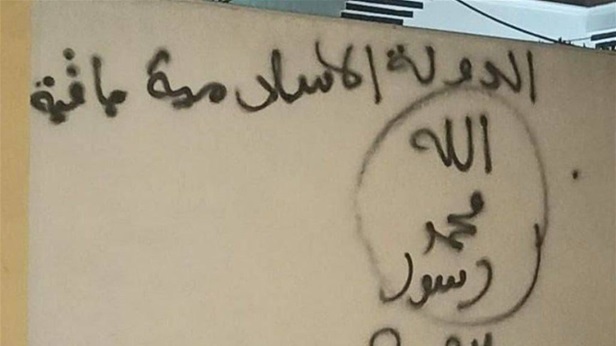 الدولة الاسلامية باقية
الله
محمد
رسول